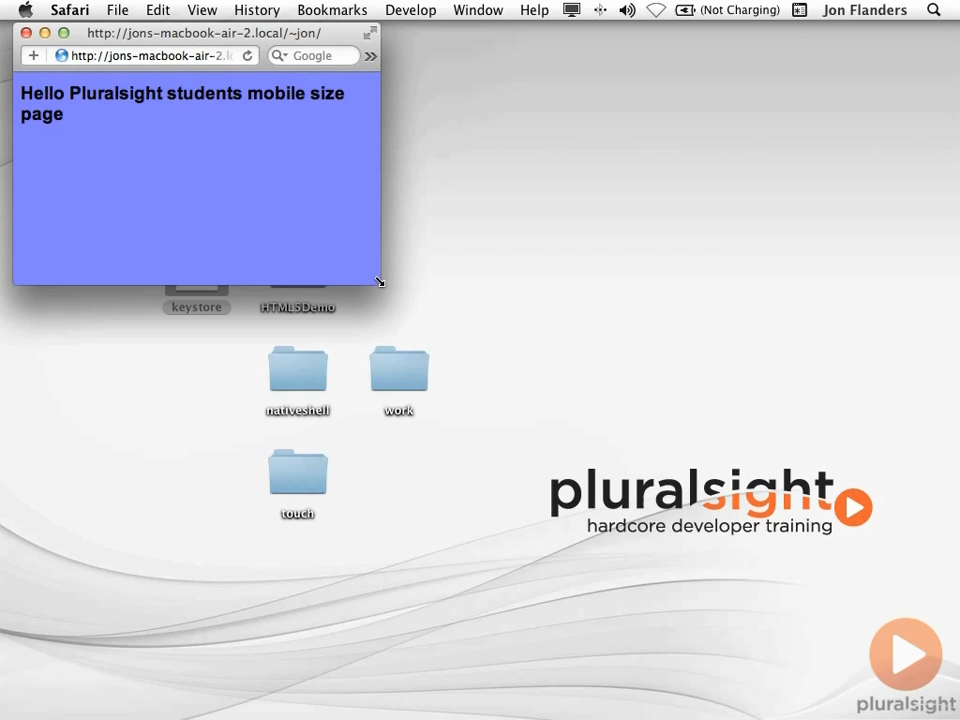 Safari File Edit View History Bookmarks Develop Window Help (Not Charging) Jon Flanders
http://jons-macbook-air-2.local/~jon/
http://jons-macbook-air-2.lo Google
Hello Pluralsight students mobile size
page
keystore HTML5Demo
nativeshell work
touch
pluralsight
hardcore developer training
pluralsight